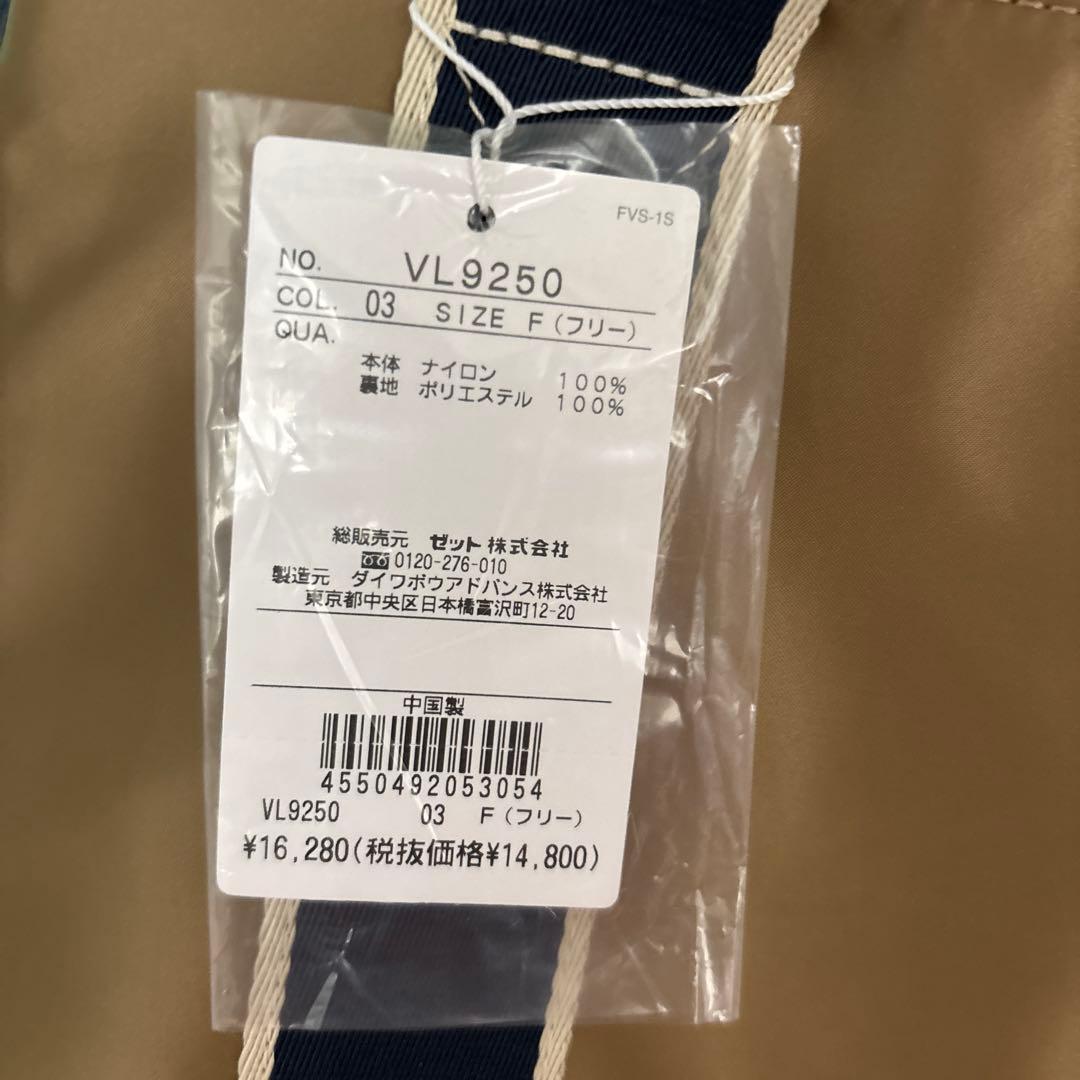 FVS-1S
NO. VL9250
COL. 03 SIZE F(フリー)
QUA.
本体 ナイロン 100%
裏地 ポリエステル 100%
総販売元 ゼット株式会社
0120-276-010
製造元 ダイワボウアドバンス株式会社
東京都中央区日本橋富沢町12-20
中国製
4550492053054
VL9250 03 F(フリー)
¥16,280(税抜価格¥14,800)